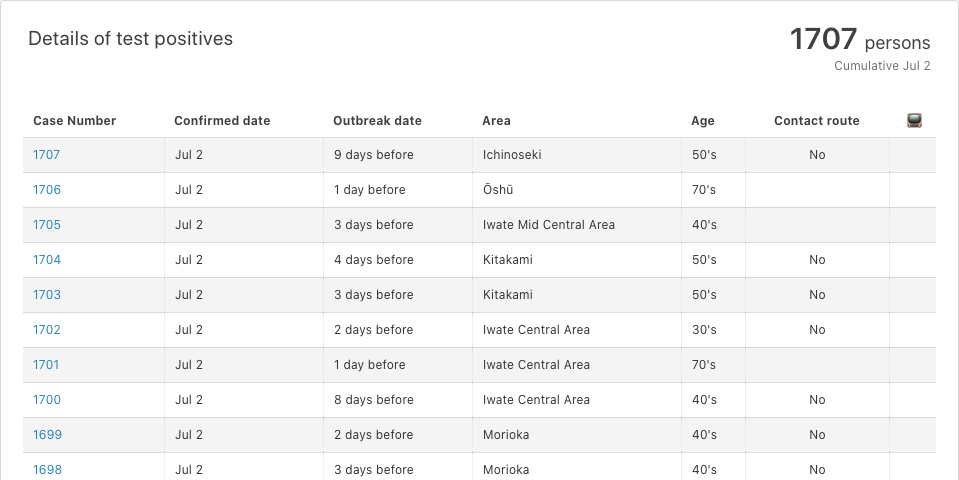 Details of test positives
1707 persons
Cumulative Jul 2
Case Number Confirmed date Outbreak date Area Age Contact route
1707 Jul 2 9 days before Ichinoseki 50's No
1706 Jul 2 1 day before Ōshū 70's
1705 Jul 2 3 days before Iwate Mid Central Area 40's
1704 Jul 2 4 days before Kitakami 50's No
1703 Jul 2 3 days before Kitakami 50's No
1702 Jul 2 2 days before Iwate Central Area 30's No
1701 Jul 2 1 day before Iwate Central Area 70's
1700 Jul 2 8 days before Iwate Central Area 40's No
1699 Jul 2 2 days before Morioka 40's No
1698 Jul 2 3 days before Morioka 40's No